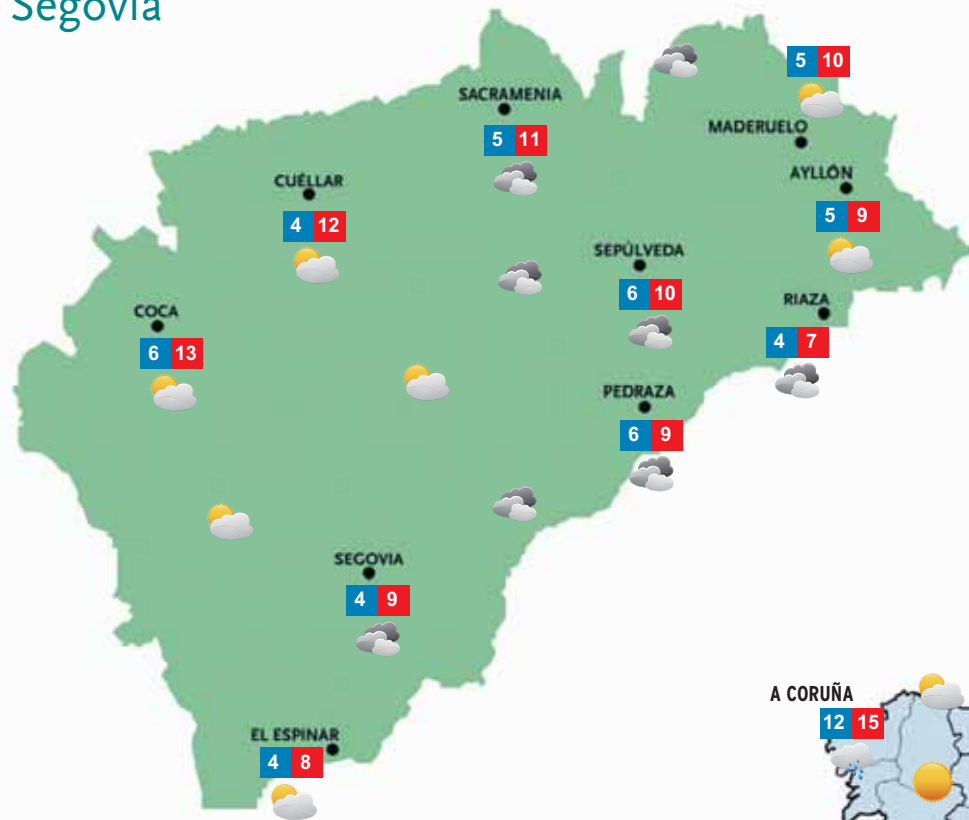 Segovia
5 10
SACRAMENIA
5 11
MADERUELO
AYLLÓN
5 9
CUÉLLAR
4 12
SEPÚLVEDA
6 10
RIAZA
4 7
COCA
6 13
PEDRAZA
6 9
SEGOVIA
4 9
EL ESPINAR
4 8
A CORUÑA
12 15